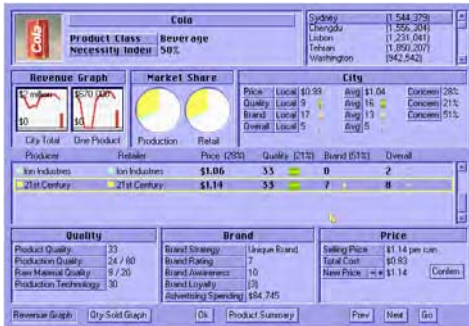 Cola
Cola
Product Class Beverage
Necessity Index 50%
Sydney (1,544,379)
Chengdu (1,556,304)
Lisbon (1,231,041)
Tehran (1,850,207)
Washington (942,542)
Revenue Graph
Market Share
City
$2 million
$0
$670,000
$0
City Total
One Product
Production
Retail
Price Local $0.99 Avg $1.04 Concern 28%
Quality Local 9 Avg 16 Concern 21%
Brand Local 17 Avg 13 Concern 51%
Overall Local 5 Avg 5
Producer Retailer Price (28%) Quality (21%) Brand (51%) Overall
Ion Industries Ion Industries $1.06 33 0 2
21st Century 21st Century $1.14 33 7 8
Quality
Product Quality 33
Production Quality 24 / 80
Raw Material Quality 9 / 20
Production Technology 30
Brand
Brand Strategy Unique Brand
Brand Rating 7
Brand Awareness 10
Brand Loyalty (3)
Advertising Spending $84,745
Price
Selling Price $1.14 per can
Total Cost $0.83
New Price - + $1.14 Confirm
Revenue Graph
Qty Sold Graph
Ok
Product Summary
Prev
Next
Go